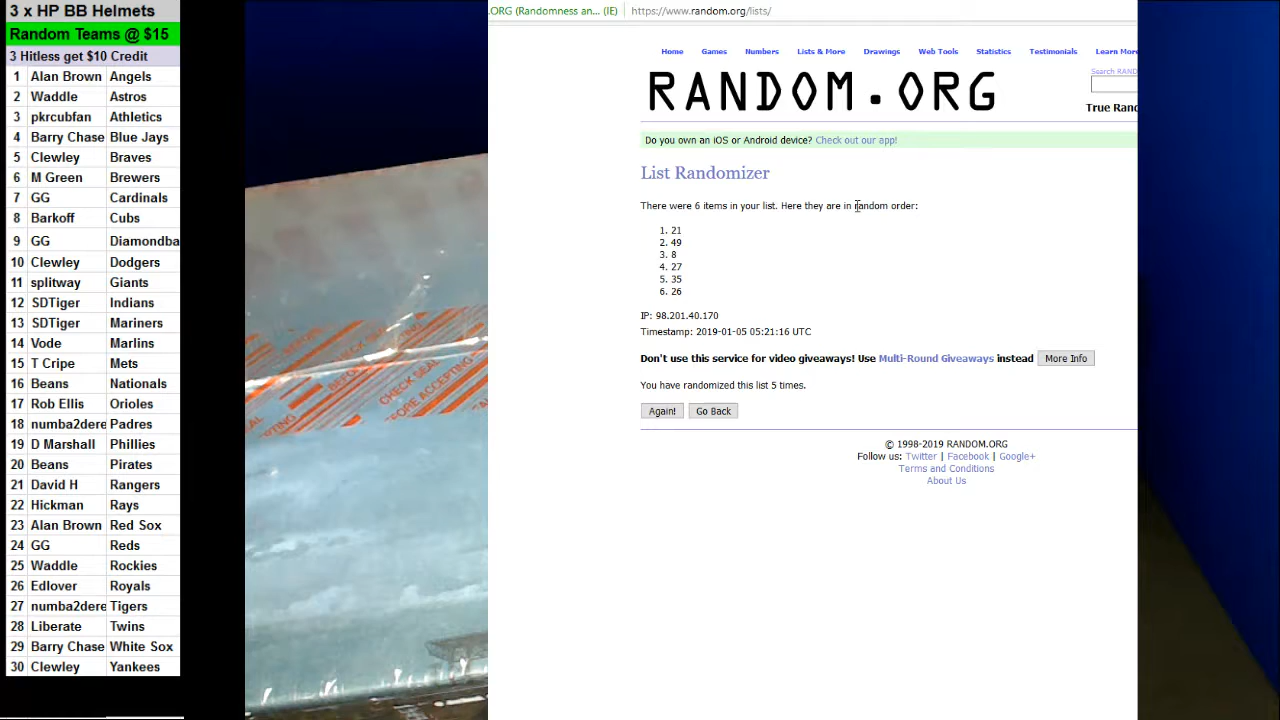 3 x HP BB Helmets
Random Teams @ $15
3 Hitless get $10 Credit
1 Alan Brown Angels
2 Waddle Astros
3 pkrcubfan Athletics
4 Barry Chase Blue Jays
5 Clewley Braves
6 M Green Brewers
7 GG Cardinals
8 Barkoff Cubs
9 GG Diamondba
10 Clewley Dodgers
11 splitway Giants
12 SDTiger Indians
13 SDTiger Mariners
14 Vode Marlins
15 T Cripe Mets
16 Beans Nationals
17 Rob Ellis Orioles
18 numba2dere Padres
19 D Marshall Phillies
20 Beans Pirates
21 David H Rangers
22 Hickman Rays
23 Alan Brown Red Sox
24 GG Reds
25 Waddle Rockies
26 Edlover Royals
27 numba2dere Tigers
28 Liberate Twins
29 Barry Chase White Sox
30 Clewley Yankees
CHECK SEAL
BEFORE ACCEPTING
.ORG (Randomness an... (IE) https://www.random.org/lists/
Home Games Numbers Lists & More Drawings Web Tools Statistics Testimonials Learn More
Search RAND
RANDOM.ORG
True Rand
Do you own an iOS or Android device? Check out our app!
List Randomizer
There were 6 items in your list. Here they are in random order:
1. 21
2. 49
3. 8
4. 27
5. 35
6. 26
IP: 98.201.40.170
Timestamp: 2019-01-05 05:21:16 UTC
Don't use this service for video giveaways! Use Multi-Round Giveaways instead More Info
You have randomized this list 5 times.
Again! Go Back
© 1998-2019 RANDOM.ORG
Follow us: Twitter | Facebook | Google+
Terms and Conditions
About Us